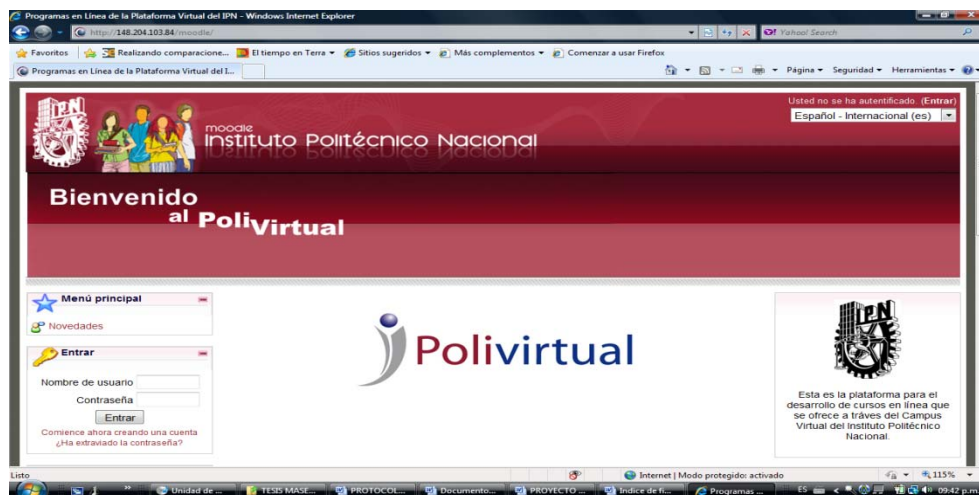 Programas en Línea de la Plataforma Virtual del IPN - Windows Internet Explorer
http://148.204.103.84/moodle/
Yahoo! Search
Favoritos
Realizando comparacione...
El tiempo en Terra
Sitios sugeridos
Más complementos
Comenzar a usar Firefox
Programas en Línea de la Plataforma Virtual del I...
Página
Seguridad
Herramientas
IPN
moodle
Instituto Politécnico Nacional
Usted no se ha autentificado. (Entrar)
Español - Internacional (es)
Bienvenido
al PoliVirtual
Menú principal
Novedades
Entrar
Nombre de usuario
Contraseña
Entrar
Comience ahora creando una cuenta
¿Ha extraviado la contraseña?
Polivirtual
IPN
Esta es la plataforma para el
desarrollo de cursos en línea que
se ofrece a tráves del Campus
Virtual del Instituto Politécnico
Nacional.
Listo
Internet | Modo protegido: activado
115%
Unidad de ...
TESIS MASE...
PROTOCOL...
Documento...
PROYECTO ...
Indice de fi...
Programas ...
ES
09:42 p